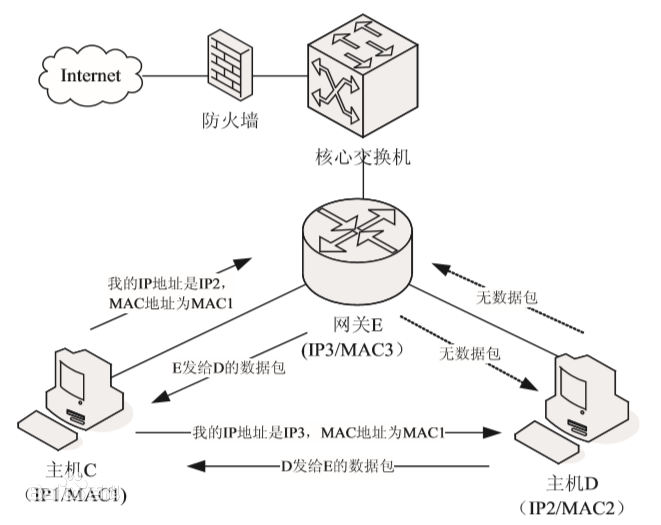 Internet
防火墙
核心交换机
我的IP地址是IP2，
MAC地址为MAC1
无数据包
网关E
(IP3/MAC3）
E发给D的数据包
无数据包
我的IP地址是IP3，MAC地址为MAC1
主机C
（IP1/MAC1)
D发给E的数据包
主机D
（IP2/MAC2）